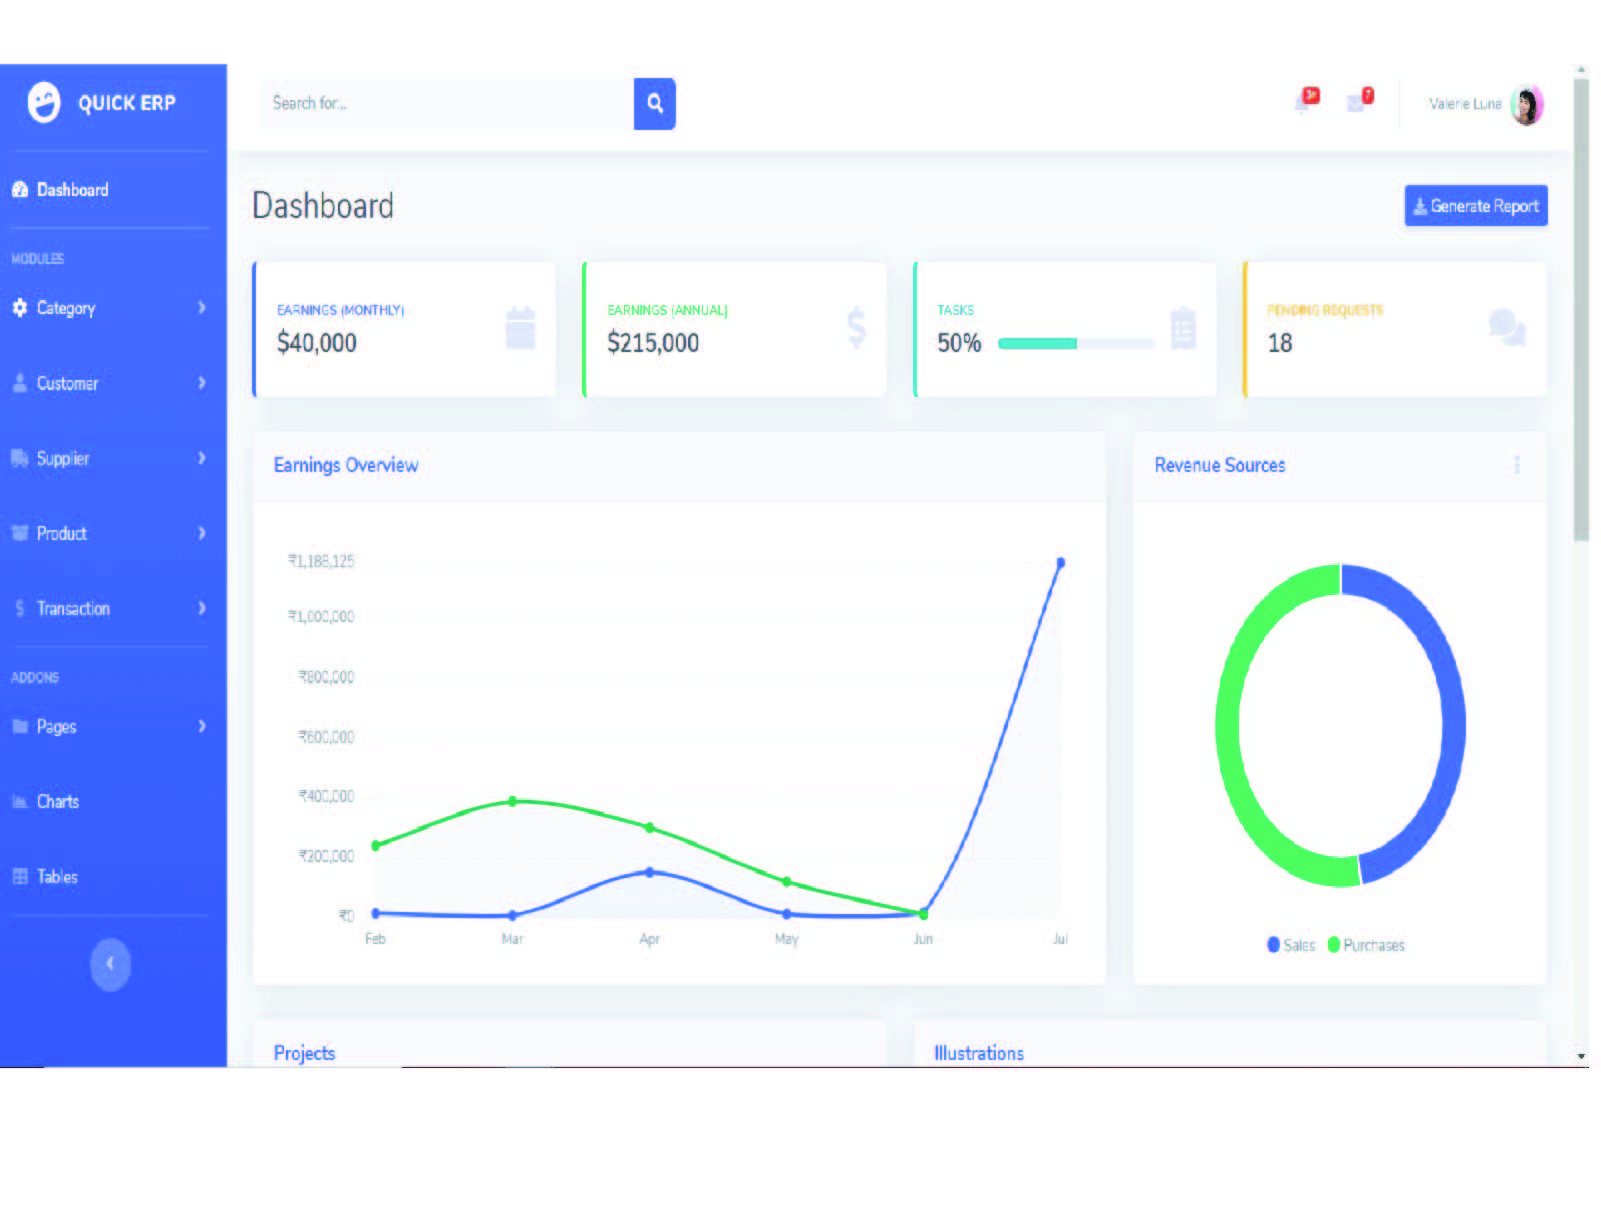 QUICK ERP
Search for...
3+
7
Valerie Luna
Dashboard
MODULES
Category
Customer
Supplier
Product
Transaction
ADDONS
Pages
Charts
Tables
Dashboard
Generate Report
EARNINGS (MONTHLY)
$40,000
EARNINGS (ANNUAL)
$215,000
TASKS
50%
PENDING REQUESTS
18
Earnings Overview
₹1,188,125
₹1,000,000
₹800,000
₹600,000
₹400,000
₹200,000
₹0
Feb Mar Apr May Jun Jul
Revenue Sources
Sales Purchases
Projects
Illustrations